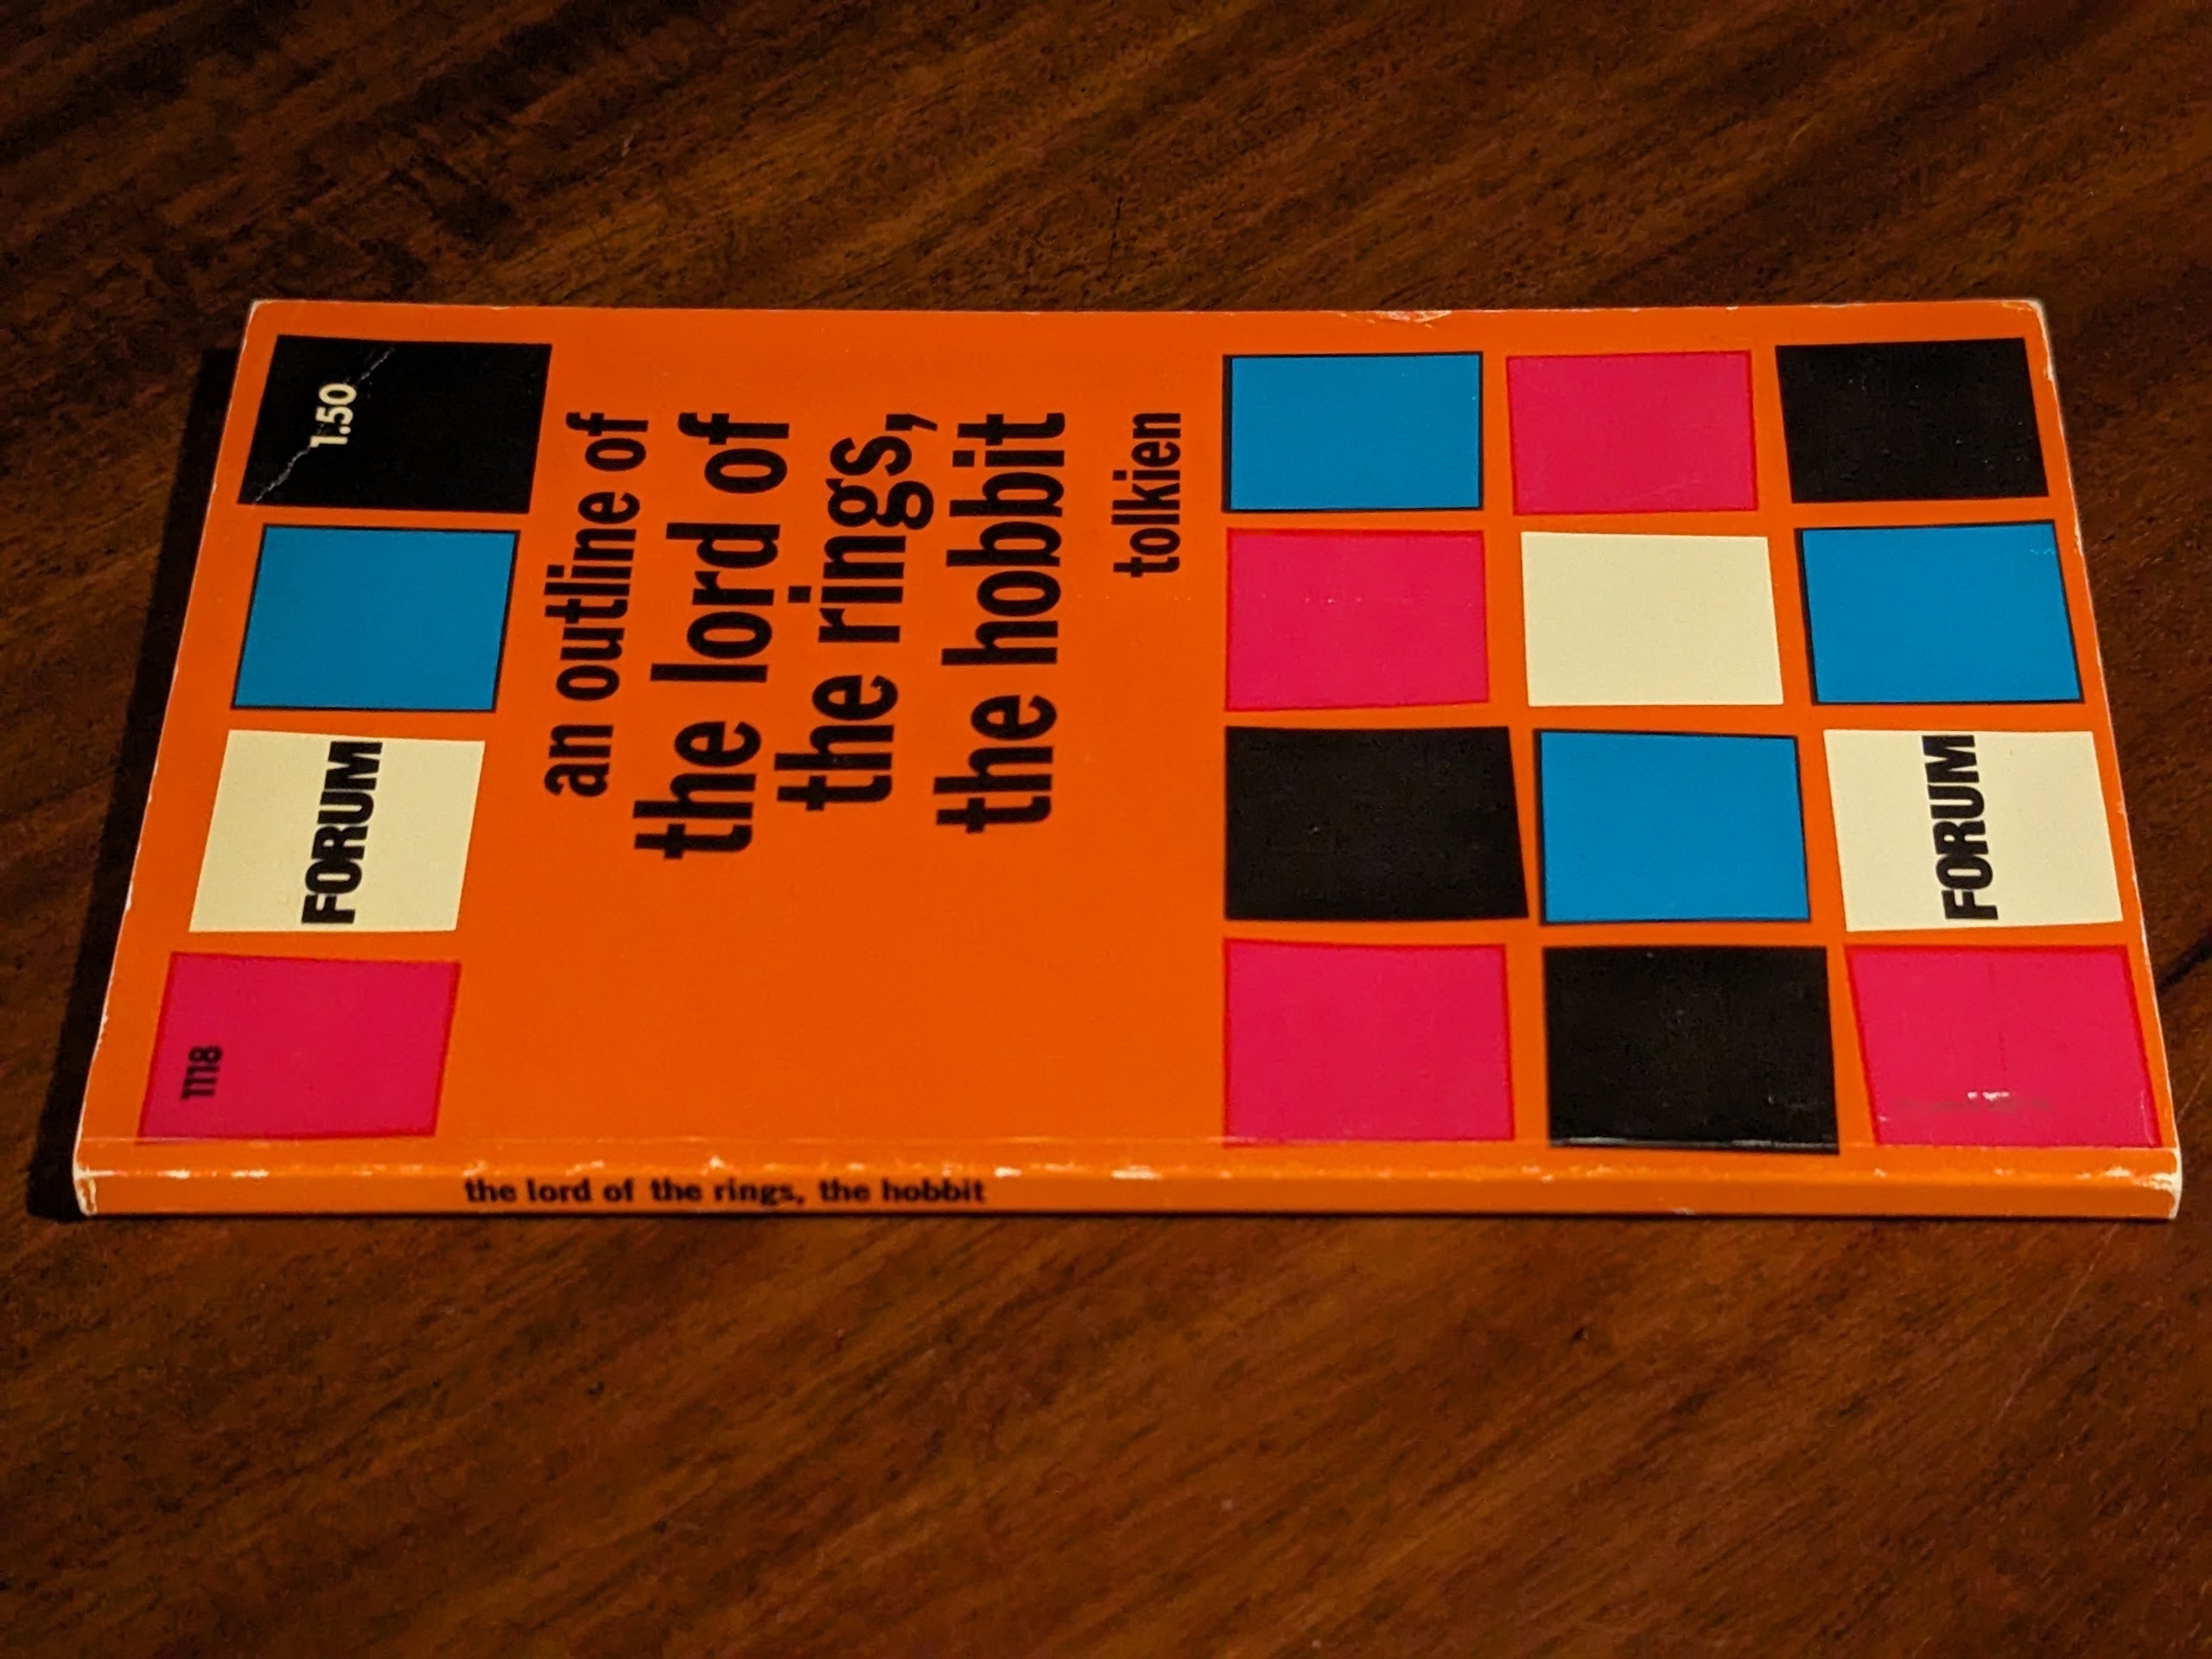 1118
FORUM
1.50
an outline of
the lord of
the rings,
the hobbit
tolkien
FORUM
the lord of the rings, the hobbit